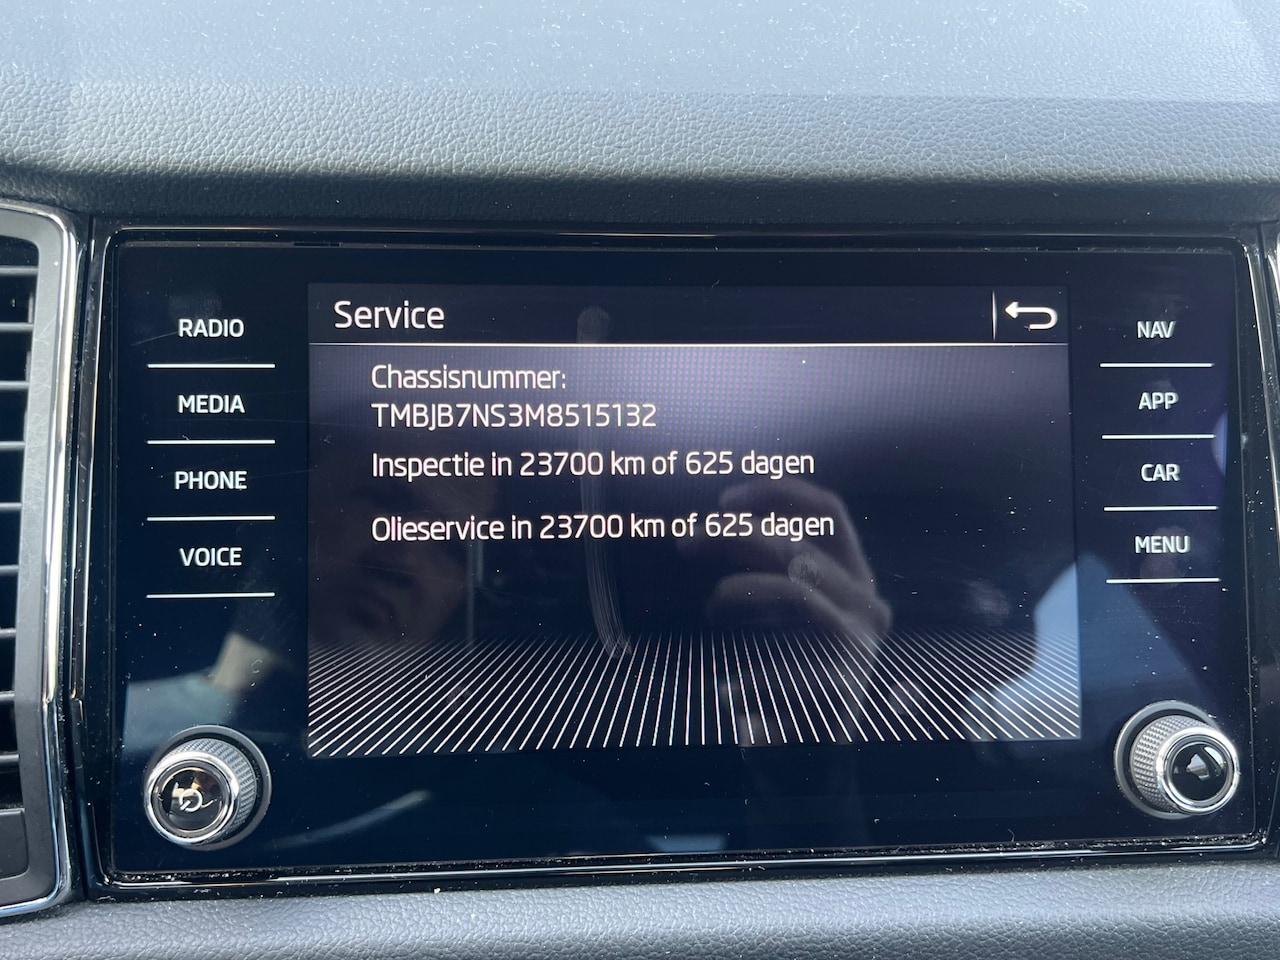 Service
RADIO
MEDIA
PHONE
VOICE
Chassisnummer:
TMBJB7NS3M8515132
Inspectie in 23700 km of 625 dagen
Olieservice in 23700 km of 625 dagen
NAV
APP
CAR
MENU